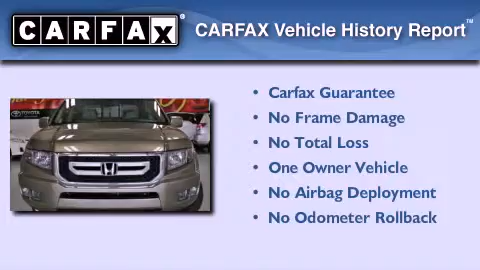 CARFAX®
CARFAX Vehicle History Report™
• Carfax Guarantee
• No Frame Damage
• No Total Loss
• One Owner Vehicle
• No Airbag Deployment
• No Odometer Rollback
TOYOTA